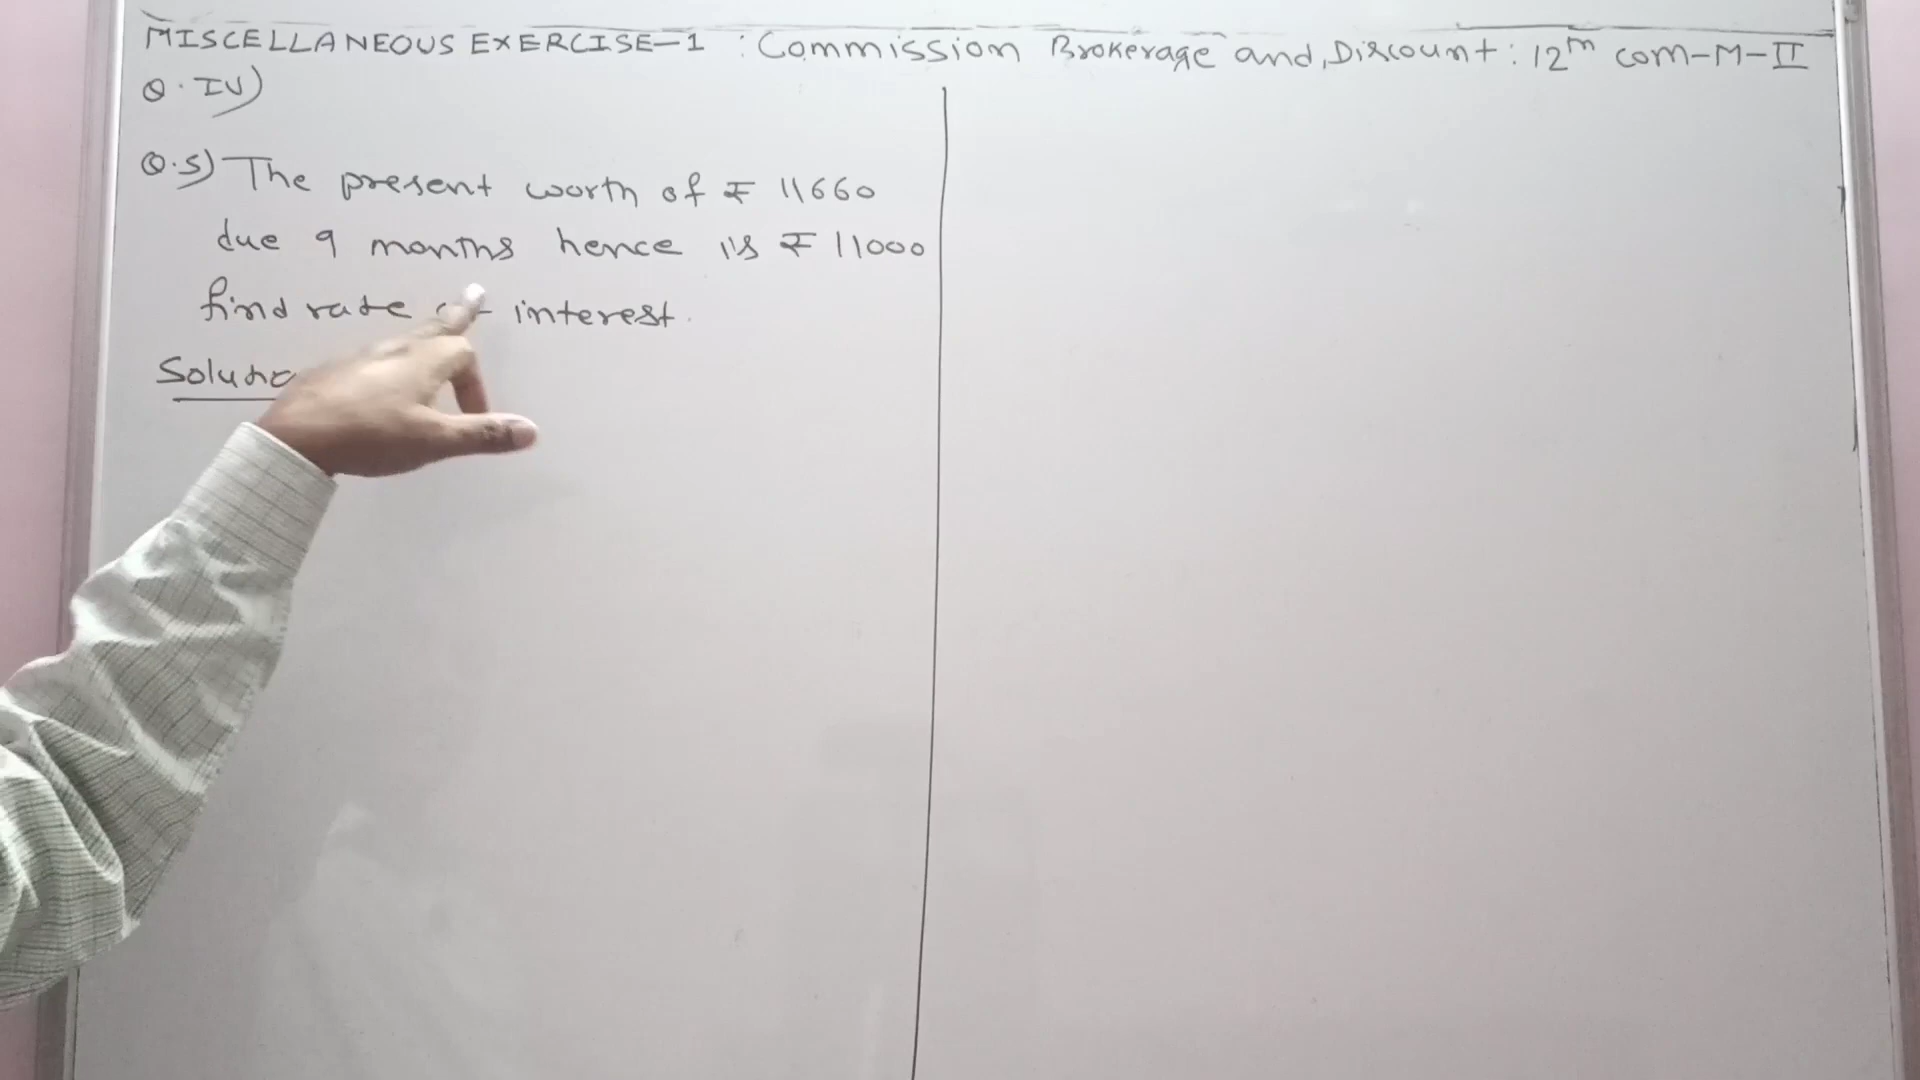 MISCELLANEOUS EXERCISE-1 : Commission Brokerage and Discount : 12th com-M-II
Q. IV)
Q.5) The present worth of ₹ 11660
due 9 months hence is ₹ 11000
find rate interest.